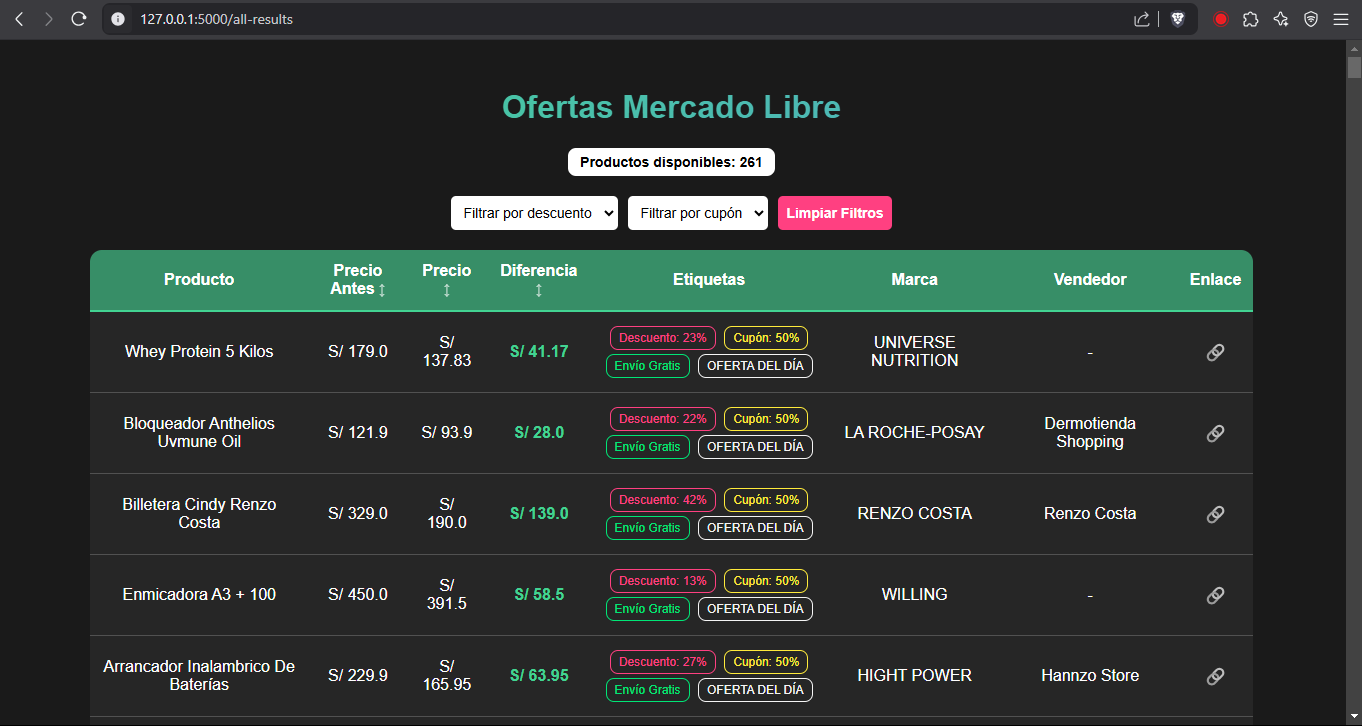 127.0.0.1:5000/all-results
Ofertas Mercado Libre
Productos disponibles: 261
Filtrar por descuento Filtrar por cupón Limpiar Filtros
Producto Precio Antes ↕ Precio ↕ Diferencia ↕ Etiquetas Marca Vendedor Enlace
Whey Protein 5 Kilos
S/ 179.0
S/
137.83
S/ 41.17
Descuento: 23% Cupón: 50%
Envío Gratis OFERTA DEL DÍA
UNIVERSE
NUTRITION
-
Bloqueador Anthelios
Uvmune Oil
S/ 121.9
S/ 93.9
S/ 28.0
Descuento: 22% Cupón: 50%
Envío Gratis OFERTA DEL DÍA
LA ROCHE-POSAY
Dermotienda
Shopping
Billetera Cindy Renzo
Costa
S/ 329.0
S/
190.0
S/ 139.0
Descuento: 42% Cupón: 50%
Envío Gratis OFERTA DEL DÍA
RENZO COSTA
Renzo Costa
Enmicadora A3 + 100
S/ 450.0
S/
391.5
S/ 58.5
Descuento: 13% Cupón: 50%
Envío Gratis OFERTA DEL DÍA
WILLING
-
Arrancador Inalambrico De
Baterías
S/ 229.9
S/
165.95
S/ 63.95
Descuento: 27% Cupón: 50%
Envío Gratis OFERTA DEL DÍA
HIGHT POWER
Hannzo Store